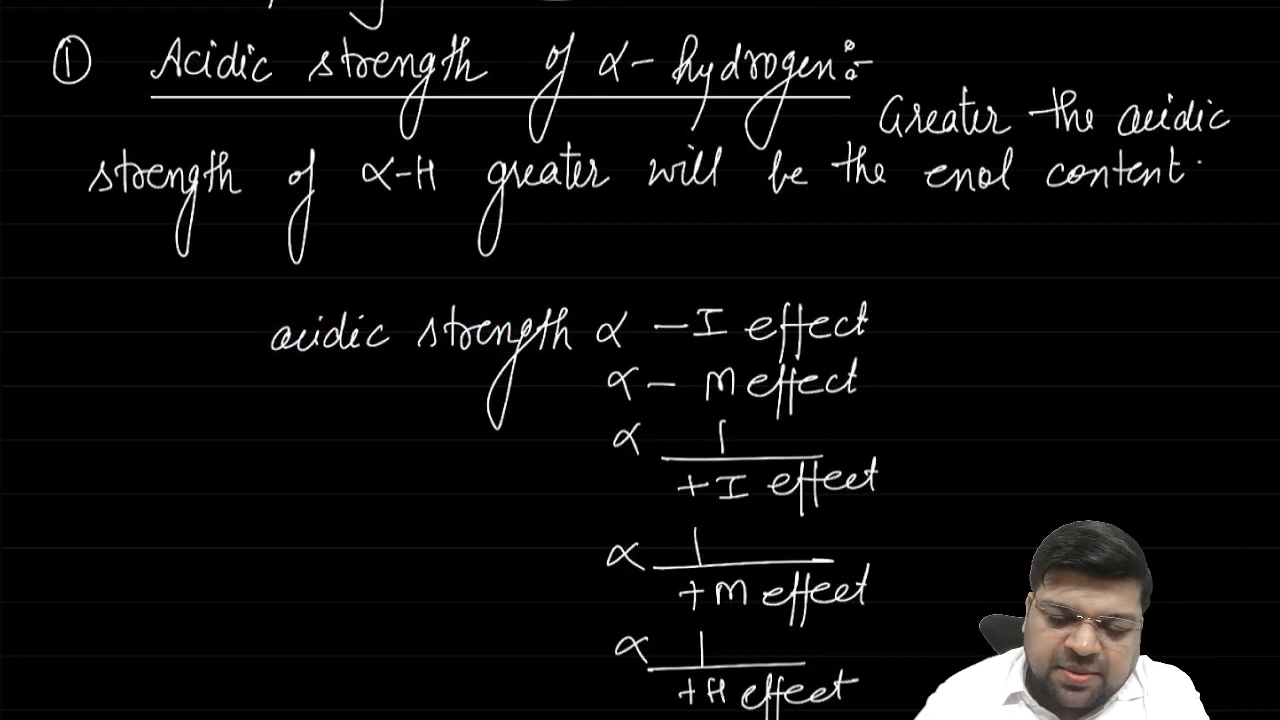 ① Acidic strength of α- hydrogen :-
Greater the acidic
strength of α-H greater will be the enol content.
acidic strength α - I effect
α - M effect
α 1
+ I effect
α 1
+ M effect
α 1
+H effect